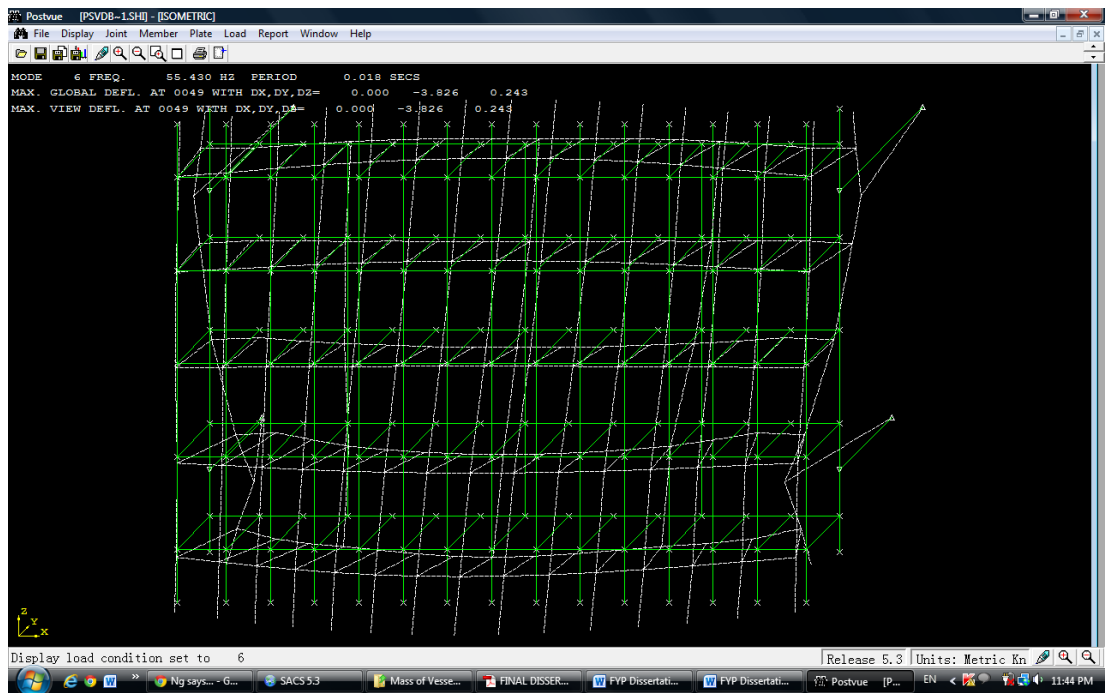 Postvue [PSVDB~1.SHI] - [ISOMETRIC]
File Display Joint Member Plate Load Report Window Help
MODE 6 FREQ. 55.430 HZ PERIOD 0.018 SECS
MAX. GLOBAL DEFL. AT 0049 WITH DX,DY,DZ= 0.000 -3.826 0.243
MAX. VIEW DEFL. AT 0049 WITH DX,DY,DZ= 0.000 -3.826 0.243
Z
Y
X
Display load condition set to 6
Release 5.3 Units: Metric Kn
Ng says... - G... SACS 5.3 Mass of Vesse... FINAL DISSER... FYP Dissertati... FYP Dissertati... Postvue [P... EN 11:44 PM